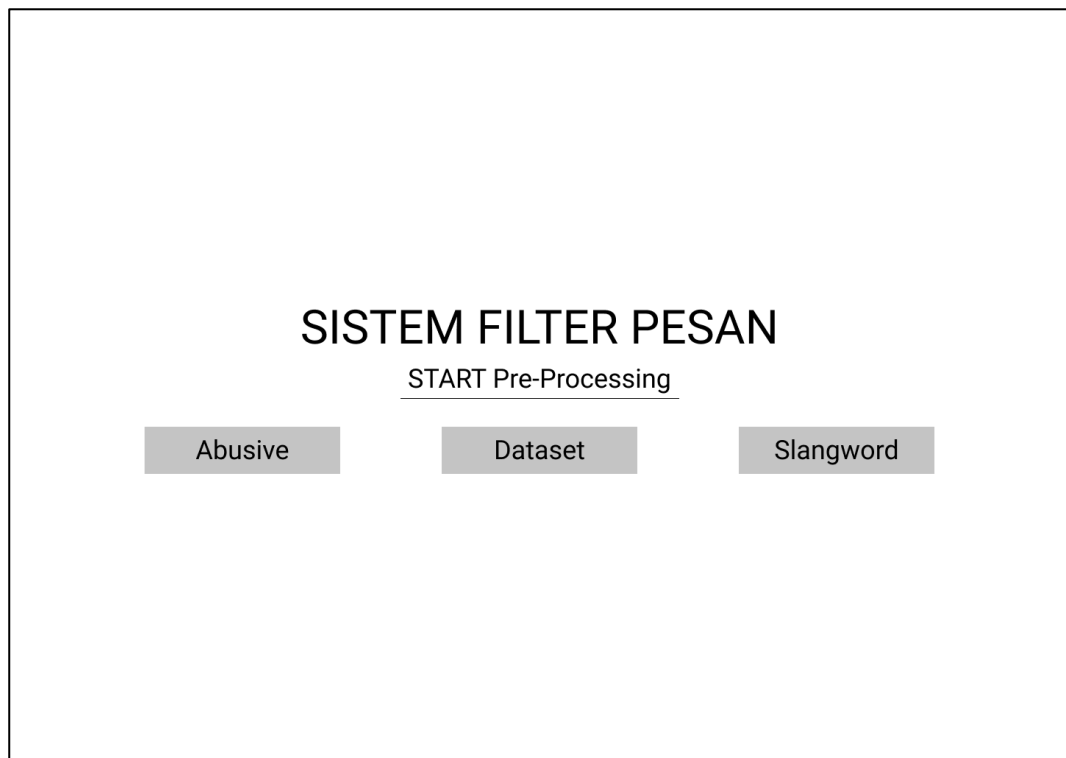 SISTEM FILTER PESAN
START Pre-Processing
Abusive Dataset Slangword